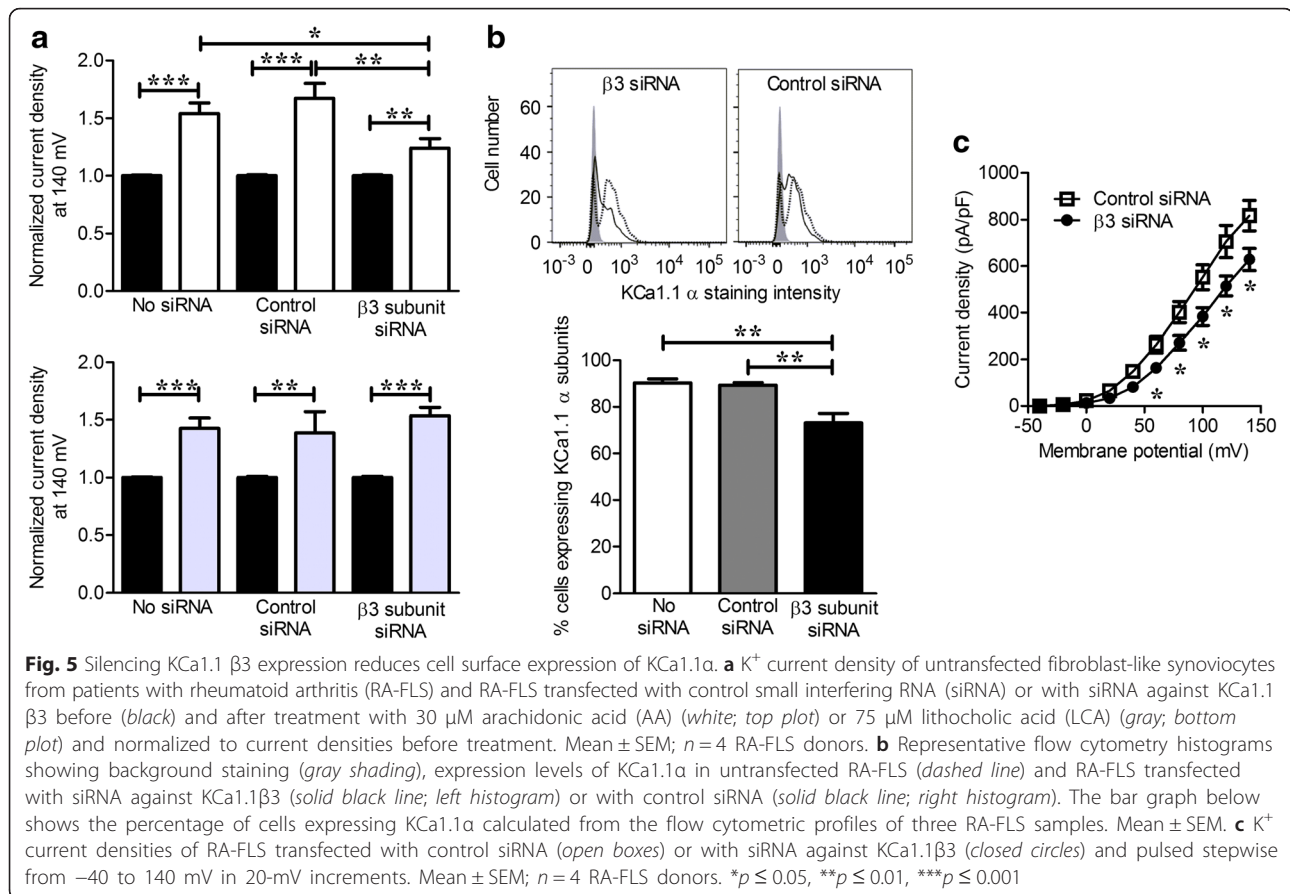 a
*
*** *** **
**
Normalized current density
at 140 mV
2.0
1.5
1.0
0.5
0.0
No siRNA Control siRNA β3 subunit siRNA
*** ** ***
Normalized current density
at 140 mV
2.0
1.5
1.0
0.5
0.0
No siRNA Control siRNA β3 subunit siRNA
b
β3 siRNA Control siRNA
Cell number
60
40
20
0
-10⁻³ 0 10³ 10⁴ 10⁵ -10⁻³ 0 10³ 10⁴ 10⁵
KCa1.1 α staining intensity
**
**
% cells expressing KCa1.1 α subunits
100
80
60
40
20
0
No siRNA Control siRNA β3 subunit siRNA
c
Control siRNA
β3 siRNA
Current density (pA/pF)
1000
800
600
400
200
0
-50 0 50 100 150
* * * * *
Membrane potential (mV)
Fig. 5 Silencing KCa1.1 β3 expression reduces cell surface expression of KCa1.1α. a K⁺ current density of untransfected fibroblast-like synoviocytes
from patients with rheumatoid arthritis (RA-FLS) and RA-FLS transfected with control small interfering RNA (siRNA) or with siRNA against KCa1.1
β3 before (black) and after treatment with 30 μM arachidonic acid (AA) (white; top plot) or 75 μM lithocholic acid (LCA) (gray; bottom
plot) and normalized to current densities before treatment. Mean ± SEM; n = 4 RA-FLS donors. b Representative flow cytometry histograms
showing background staining (gray shading), expression levels of KCa1.1α in untransfected RA-FLS (dashed line) and RA-FLS transfected
with siRNA against KCa1.1β3 (solid black line; left histogram) or with control siRNA (solid black line; right histogram). The bar graph below
shows the percentage of cells expressing KCa1.1α calculated from the flow cytometric profiles of three RA-FLS samples. Mean ± SEM. c K⁺
current densities of RA-FLS transfected with control siRNA (open boxes) or with siRNA against KCa1.1β3 (closed circles) and pulsed stepwise
from −40 to 140 mV in 20-mV increments. Mean ± SEM; n = 4 RA-FLS donors. *p ≤ 0.05, **p ≤ 0.01, ***p ≤ 0.001